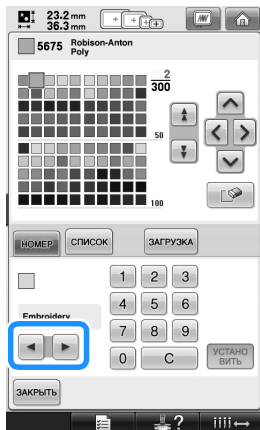 23.2 mm
36.3 mm
5675 Robison-Anton
Poly
2
300
50
100
НОМЕР СПИСОК ЗАГРУЗКА
1 2 3
Embroidery
4 5 6
7 8 9
0 C
УСТАНО
ВИТЬ
ЗАКРЫТЬ
?